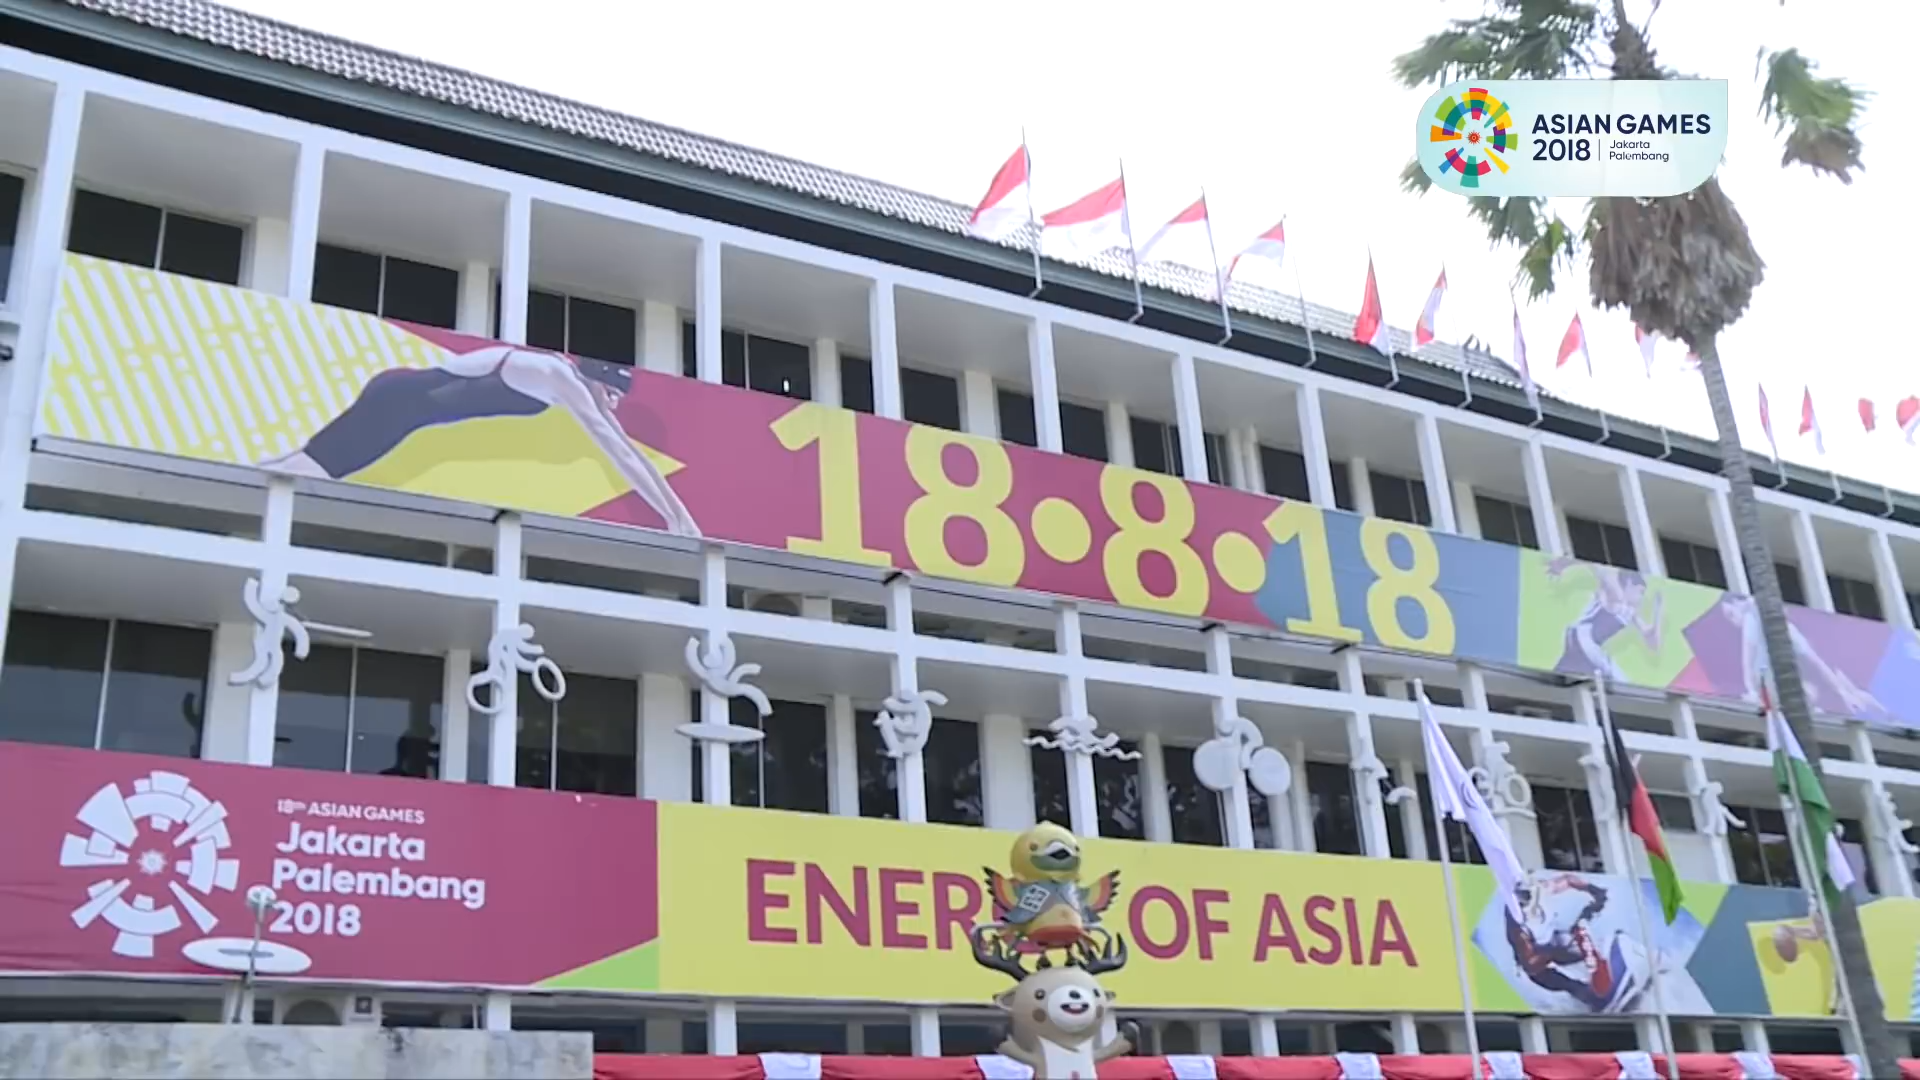 ASIAN GAMES
2018 | Jakarta
Palembang
18•8•18
18th ASIAN GAMES
Jakarta
Palembang
2018
ENER OF ASIA